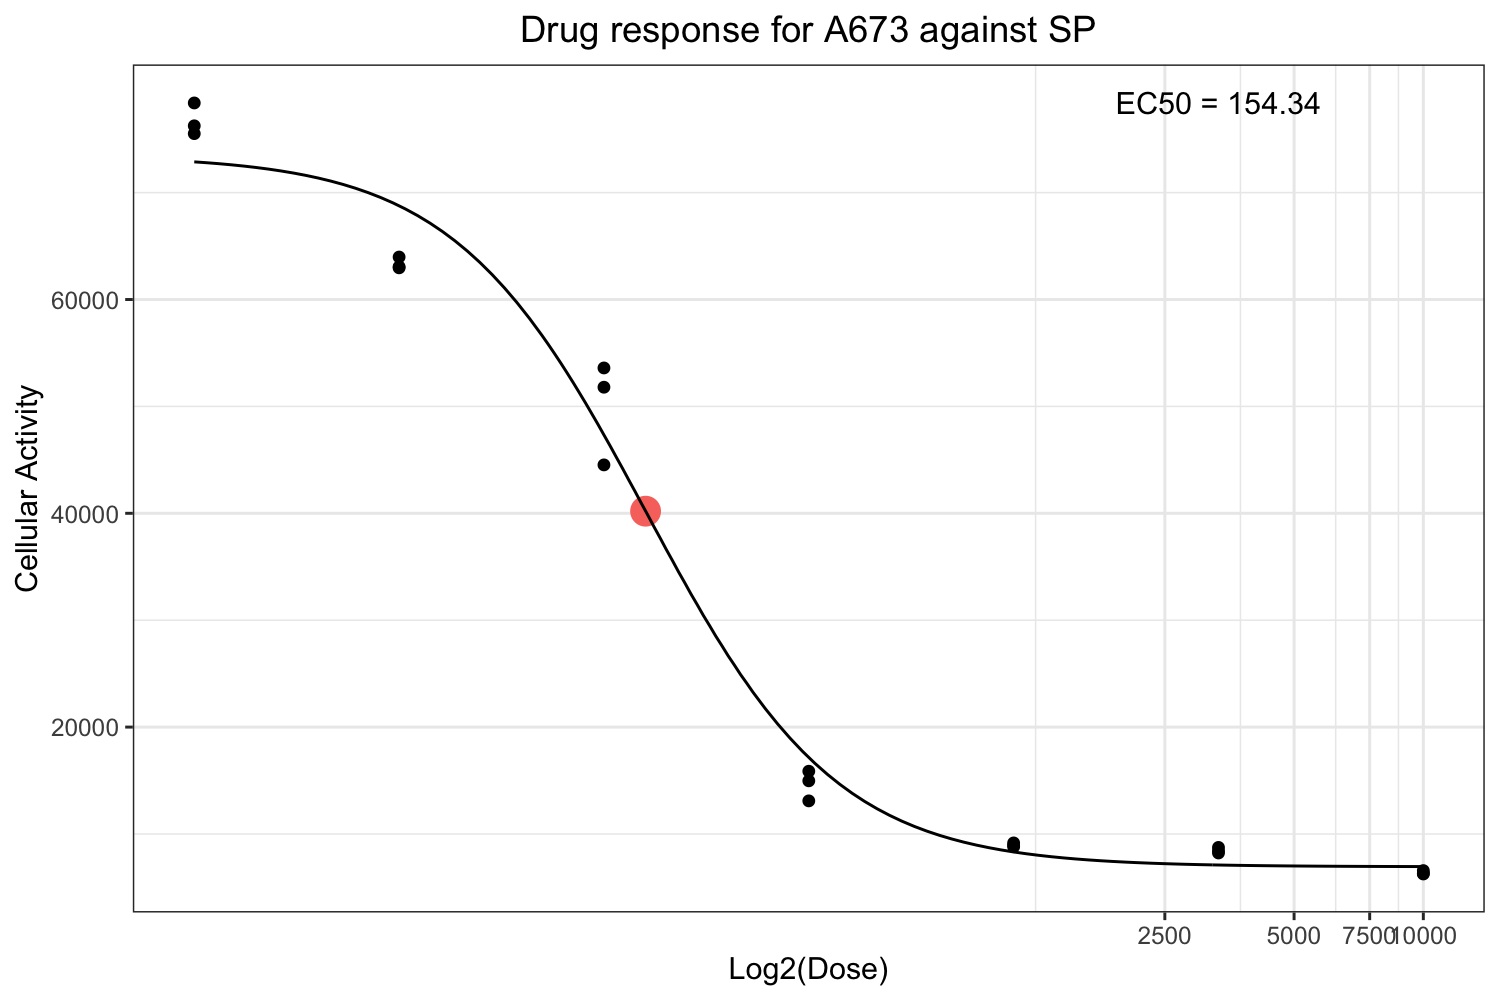 Drug response for A673 against SP
EC50 = 154.34
Cellular Activity
60000
40000
20000
2500 5000 7500 10000
Log2(Dose)